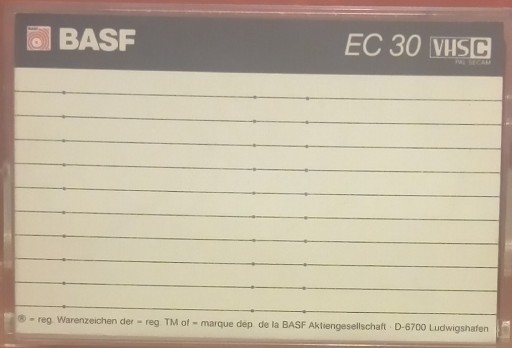 BASF EC 30 VHSC
PAL SECAM
® = reg. Warenzeichen der = reg. TM of = marque dép. de la BASF Aktiengesellschaft · D-6700 Ludwigshafen